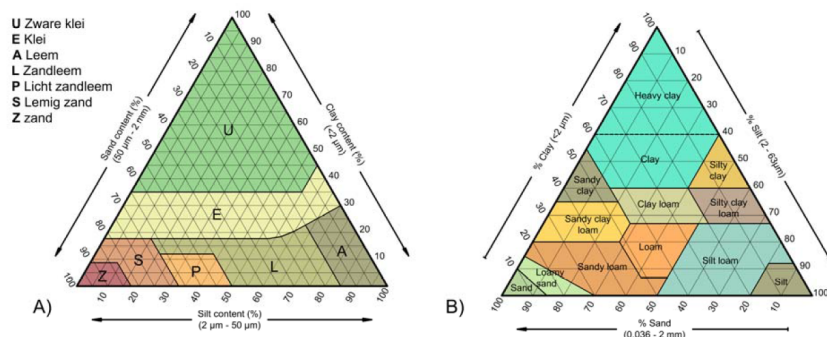 U Zware klei
E Klei
A Leem
L Zandleem
P Licht zandleem
S Lemig zand
Z zand
Sand content (%)
(50 µm - 2 mm)
Clay content (%)
(<2 µm)
100
90
80
70
60
50
40
30
20
10
10
20
30
40
50
60
70
80
90
100
U
E
A
S
P
L
Z
100
90
80
70
60
50
40
30
20
10
100
A)
Silt content (%)
(2 µm - 50 µm)
% Clay (<2 µm)
% Silt (2 - 63µm)
100
90
80
70
60
50
40
30
20
10
10
20
30
40
50
60
70
80
90
100
Heavy clay
Clay
Silty
clay
Sandy
clay
Clay loam
Silty clay
loam
Sandy clay
loam
Loam
Silt loam
Sandy loam
Loamy
sand
Sand
Silt
100
90
80
70
60
50
40
30
20
10
B)
% Sand
(0.036 - 2 mm)